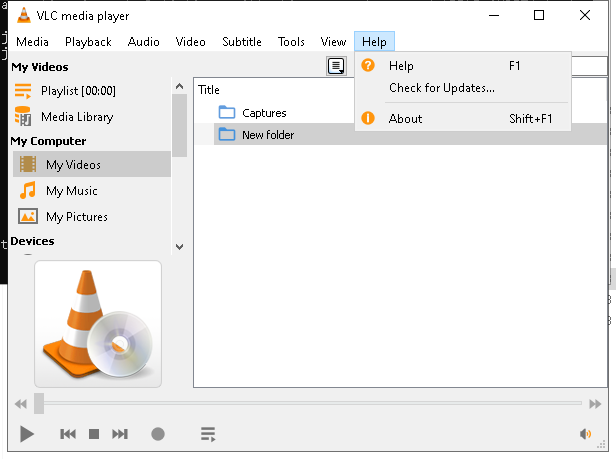 VLC media player
Media Playback Audio Video Subtitle Tools View Help
My Videos
Playlist [00:00]
Media Library
My Computer
My Videos
My Music
My Pictures
Devices
Title
Captures
New folder
Help F1
Check for Updates...
About Shift+F1